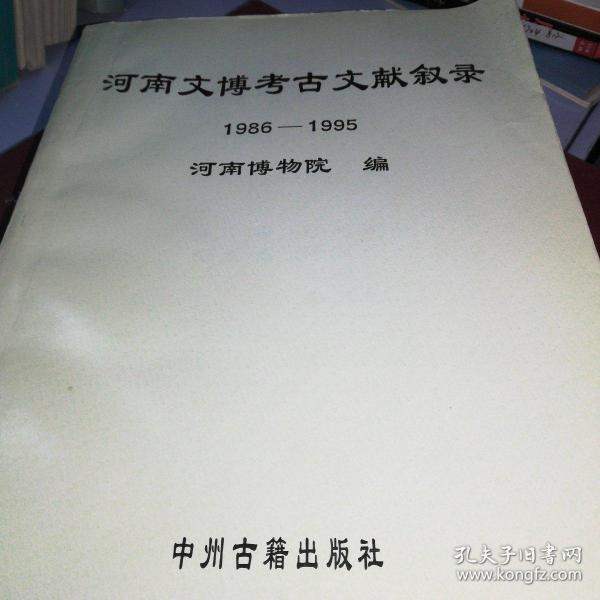 河南文博考古文献叙录
1986—1995
河南博物院 编
中州古籍出版社
孔夫子旧书网
www.kongfz.com